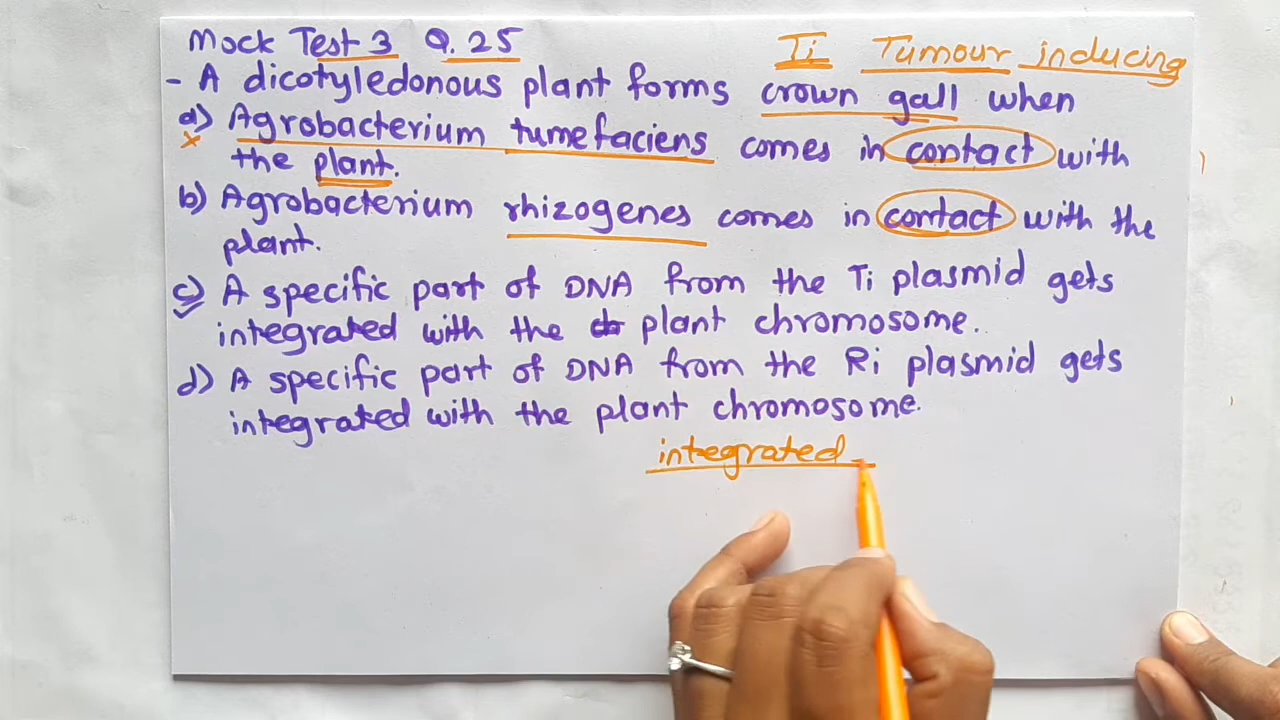 Mock Test 3 Q.25 Ti Tumour inducing
- A dicotyledonous plant forms crown gall when
a) Agrobacterium tumefaciens comes in contact with
the plant.
b) Agrobacterium rhizogenes comes in contact with the
plant.
c) A specific part of DNA from the Ti plasmid gets
integrated with the plant chromosome.
d) A specific part of DNA from the Ri plasmid gets
integrated with the plant chromosome.
integrated